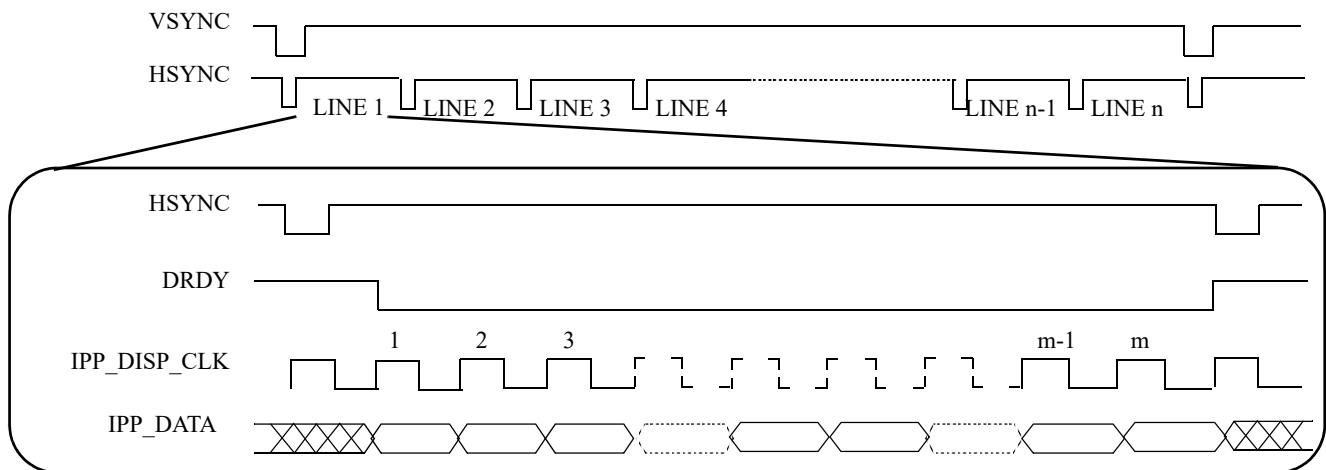 VSYNC
HSYNC
LINE 1 LINE 2 LINE 3 LINE 4 LINE n-1 LINE n
HSYNC
DRDY
1 2 3 m-1 m
IPP_DISP_CLK
IPP_DATA